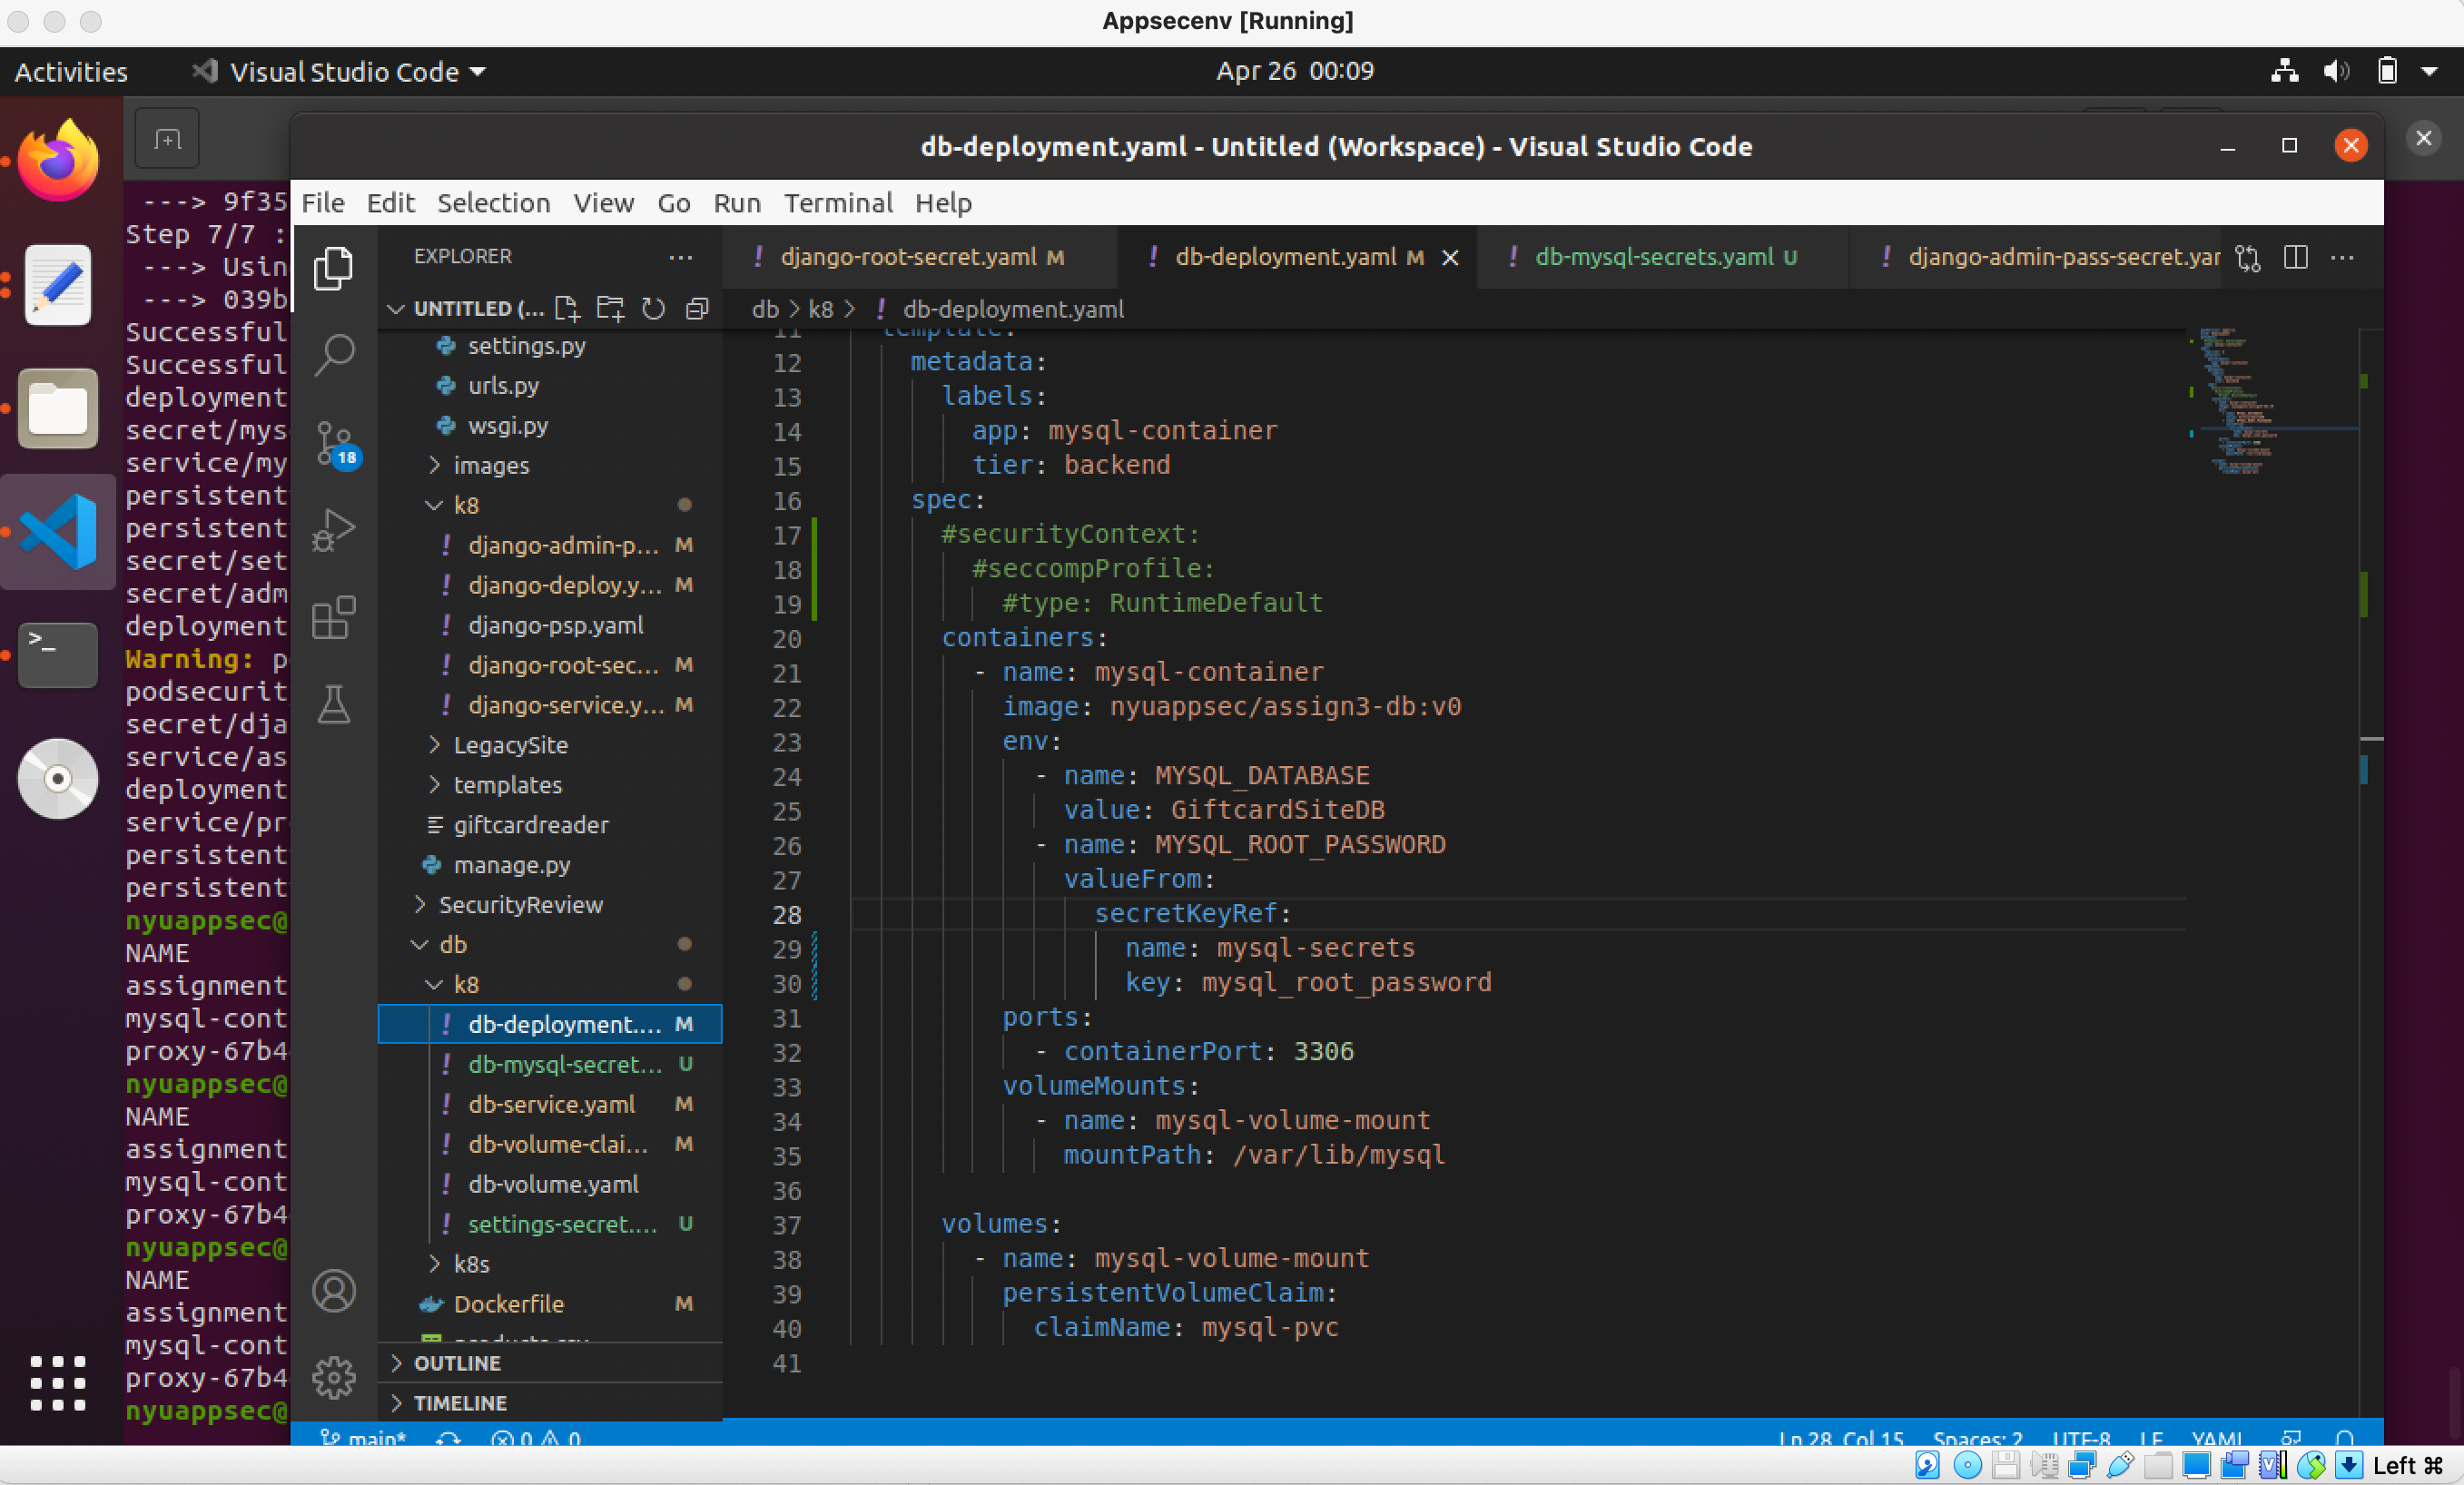 Appsecenv [Running]
Activities
Visual Studio Code
Apr 26 00:09
db-deployment.yaml - Untitled (Workspace) - Visual Studio Code
File Edit Selection View Go Run Terminal Help
---> 9f35
Step 7/7 :
---> Usin
---> 039b
Successful
Successful
deployment
secret/mys
service/my
persistent
persistent
secret/set
secret/adm
deployment
Warning: p
podsecurit
secret/dja
service/as
deployment
service/pr
persistent
persistent
nyuappsec@
NAME
assignment
mysql-cont
proxy-67b4
nyuappsec@
NAME
assignment
mysql-cont
proxy-67b4
nyuappsec@
NAME
assignment
mysql-cont
proxy-67b4
nyuappsec@
EXPLORER
UNTITLED (...
settings.py
urls.py
wsgi.py
images
k8
django-admin-p... M
django-deploy.y... M
django-psp.yaml
django-root-sec... M
django-service.y... M
LegacySite
templates
giftcardreader
manage.py
SecurityReview
db
k8
db-deployment.... M
db-mysql-secret... U
db-service.yaml M
db-volume-clai... M
db-volume.yaml
settings-secret.... U
k8s
Dockerfile M
products.csv
OUTLINE
TIMELINE
18
django-root-secret.yaml M
db-deployment.yaml M
db-mysql-secrets.yaml U
django-admin-pass-secret.yar
db > k8 > ! db-deployment.yaml
11 template:
12 metadata:
13 labels:
14 app: mysql-container
15 tier: backend
16 spec:
17 #securityContext:
18 #seccompProfile:
19 #type: RuntimeDefault
20 containers:
21 - name: mysql-container
22 image: nyuappsec/assign3-db:v0
23 env:
24 - name: MYSQL_DATABASE
25 value: GiftcardSiteDB
26 - name: MYSQL_ROOT_PASSWORD
27 valueFrom:
28 secretKeyRef:
29 name: mysql-secrets
30 key: mysql_root_password
31 ports:
32 - containerPort: 3306
33 volumeMounts:
34 - name: mysql-volume-mount
35 mountPath: /var/lib/mysql
36
37 volumes:
38 - name: mysql-volume-mount
39 persistentVolumeClaim:
40 claimName: mysql-pvc
41
main* 0 0
Ln 28, Col 15 Spaces: 2 UTF-8 LF YAML
Left ⌘